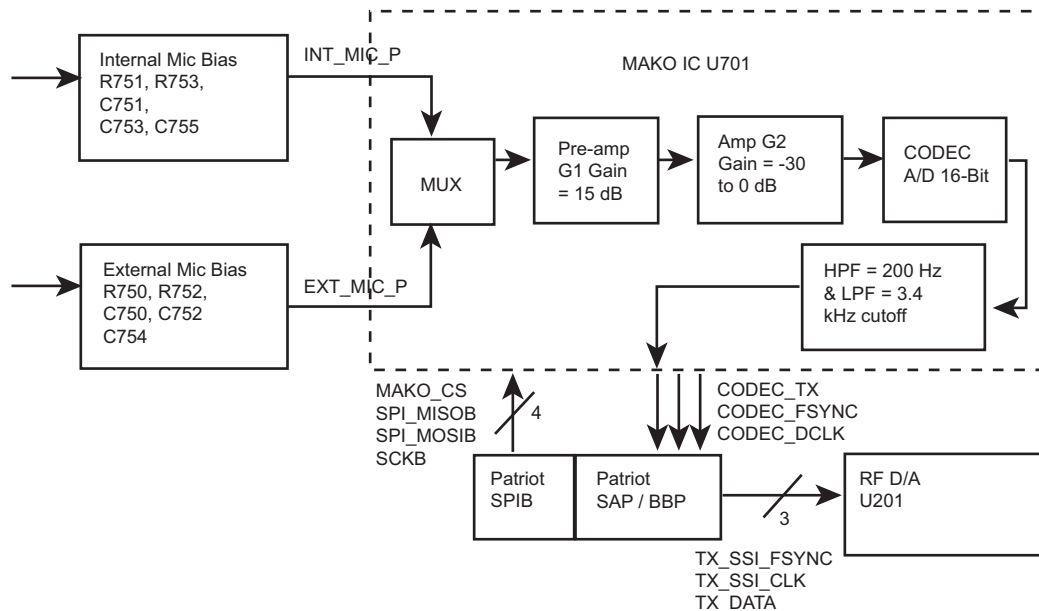 Internal Mic Bias
R751, R753,
C751,
C753, C755
INT_MIC_P
MAKO IC U701
MUX
Pre-amp
G1 Gain
= 15 dB
Amp G2
Gain = -30
to 0 dB
CODEC
A/D 16-Bit
External Mic Bias
R750, R752,
C750, C752
C754
EXT_MIC_P
HPF = 200 Hz
& LPF = 3.4
kHz cutoff
MAKO_CS
SPI_MISOB
SPI_MOSIB
SCKB
4
CODEC_TX
CODEC_FSYNC
CODEC_DCLK
Patriot
SPIB
Patriot
SAP / BBP
3
RF D/A
U201
TX_SSI_FSYNC
TX_SSI_CLK
TX_DATA